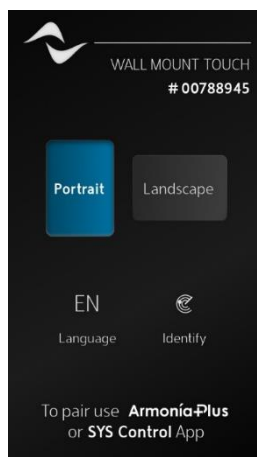 WALL MOUNT TOUCH
# 00788945
Portrait Landscape
EN
Language Identify
To pair use Armonía+Plus
or SYS Control App